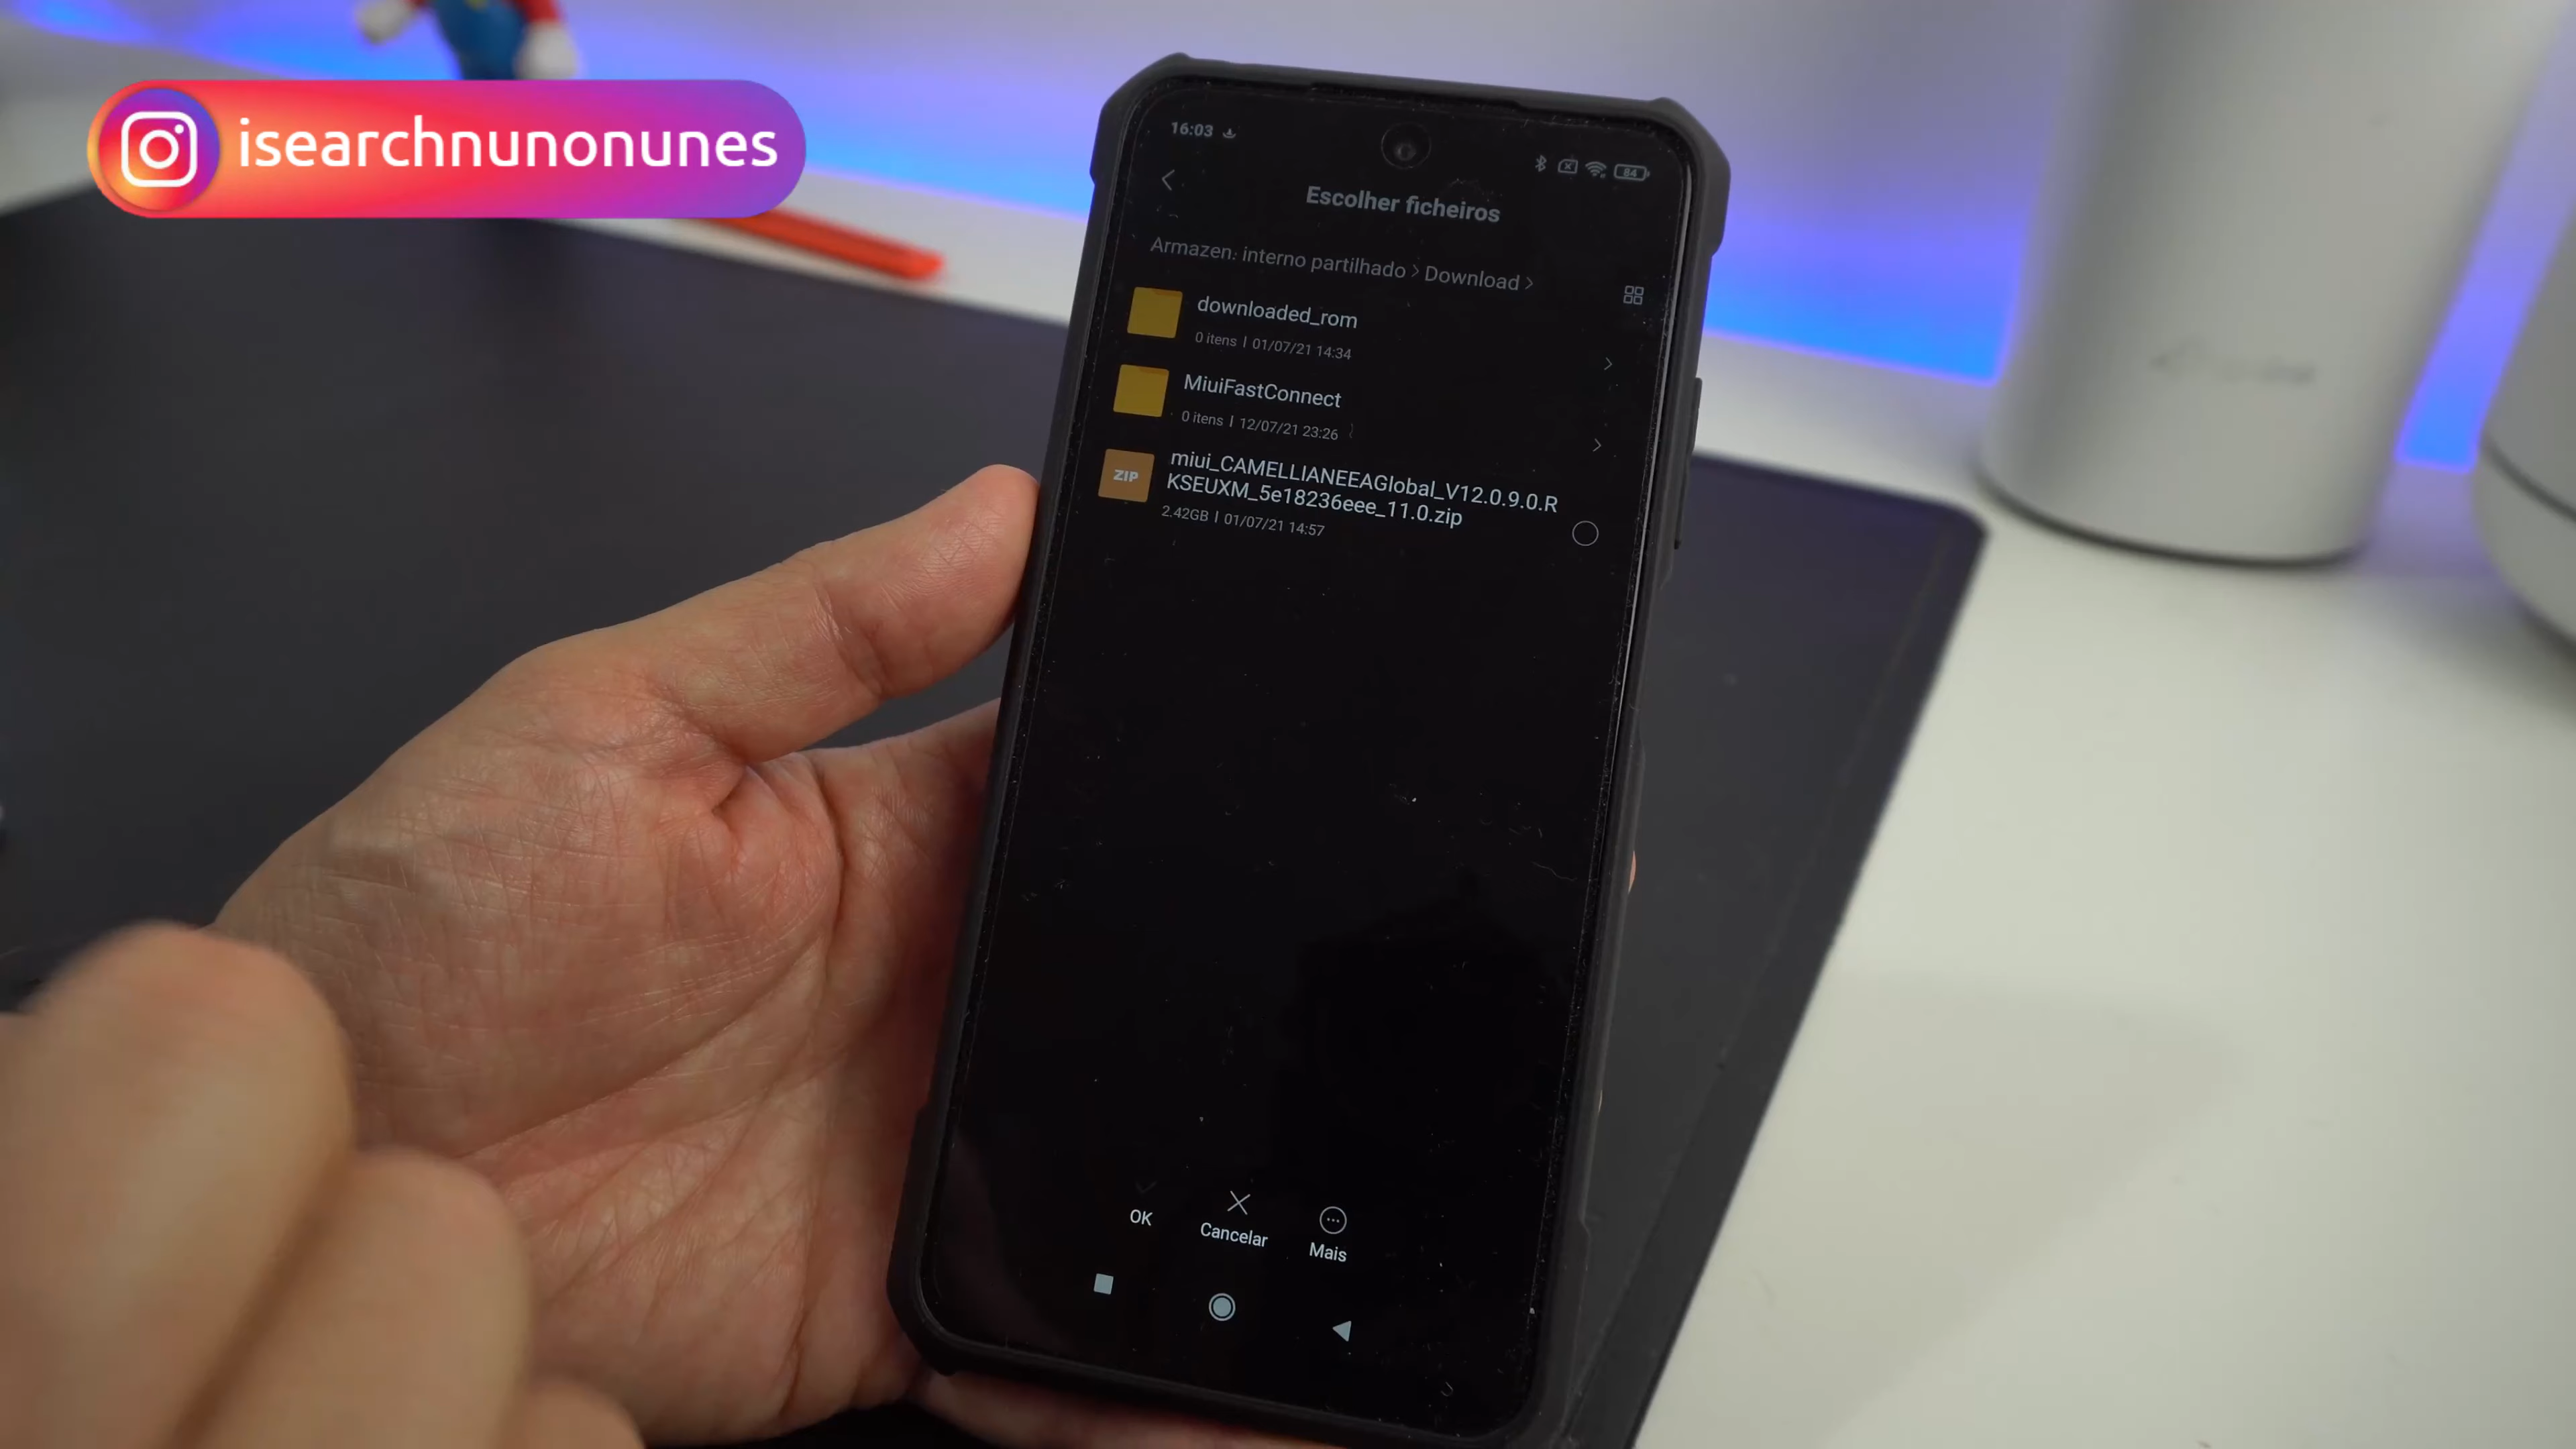 isearchnunonunes
16:03
84
Escolher ficheiros
Armazen. interno partilhado > Download >
downloaded_rom
0 itens | 01/07/21 14:34
MiuiFastConnect
0 itens | 12/07/21 23:26
ZIP
miui_CAMELLIANEEAGlobal_V12.0.9.0.R
KSEUXM_5e18236eee_11.0.zip
2.42GB | 01/07/21 14:57
OK
Cancelar
Mais